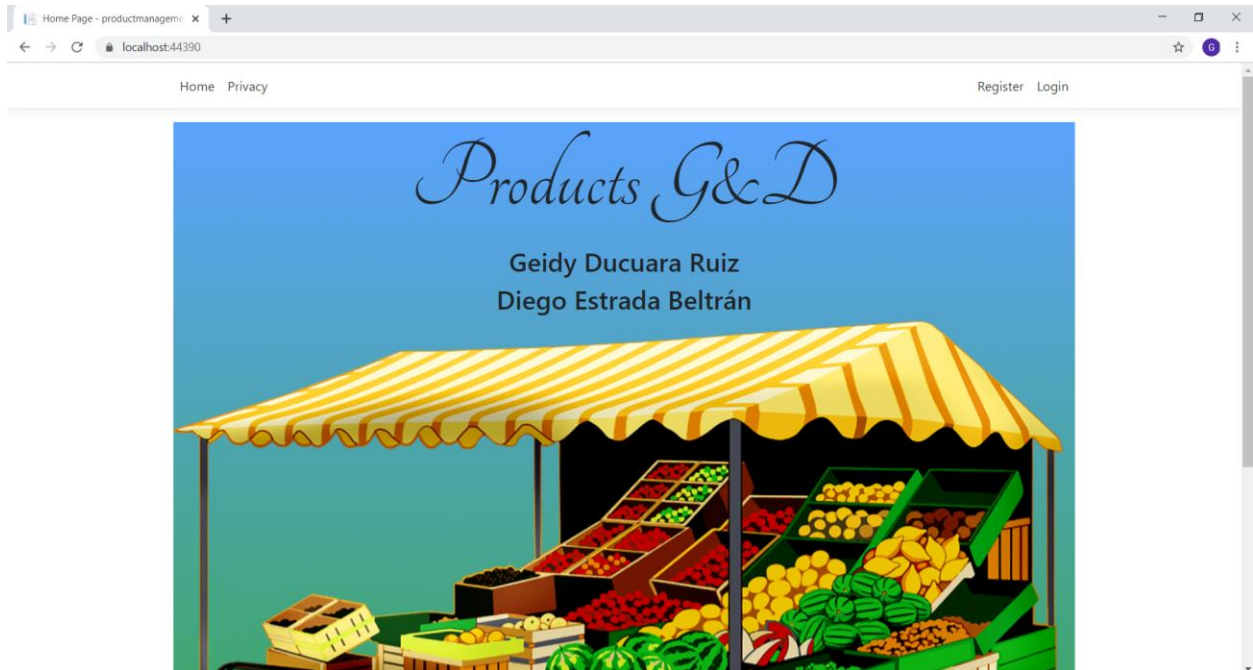 Home Page - productmanageme
localhost:44390
G
Home Privacy
Register Login
Products G&D
Geidy Ducuara Ruiz
Diego Estrada Beltrán